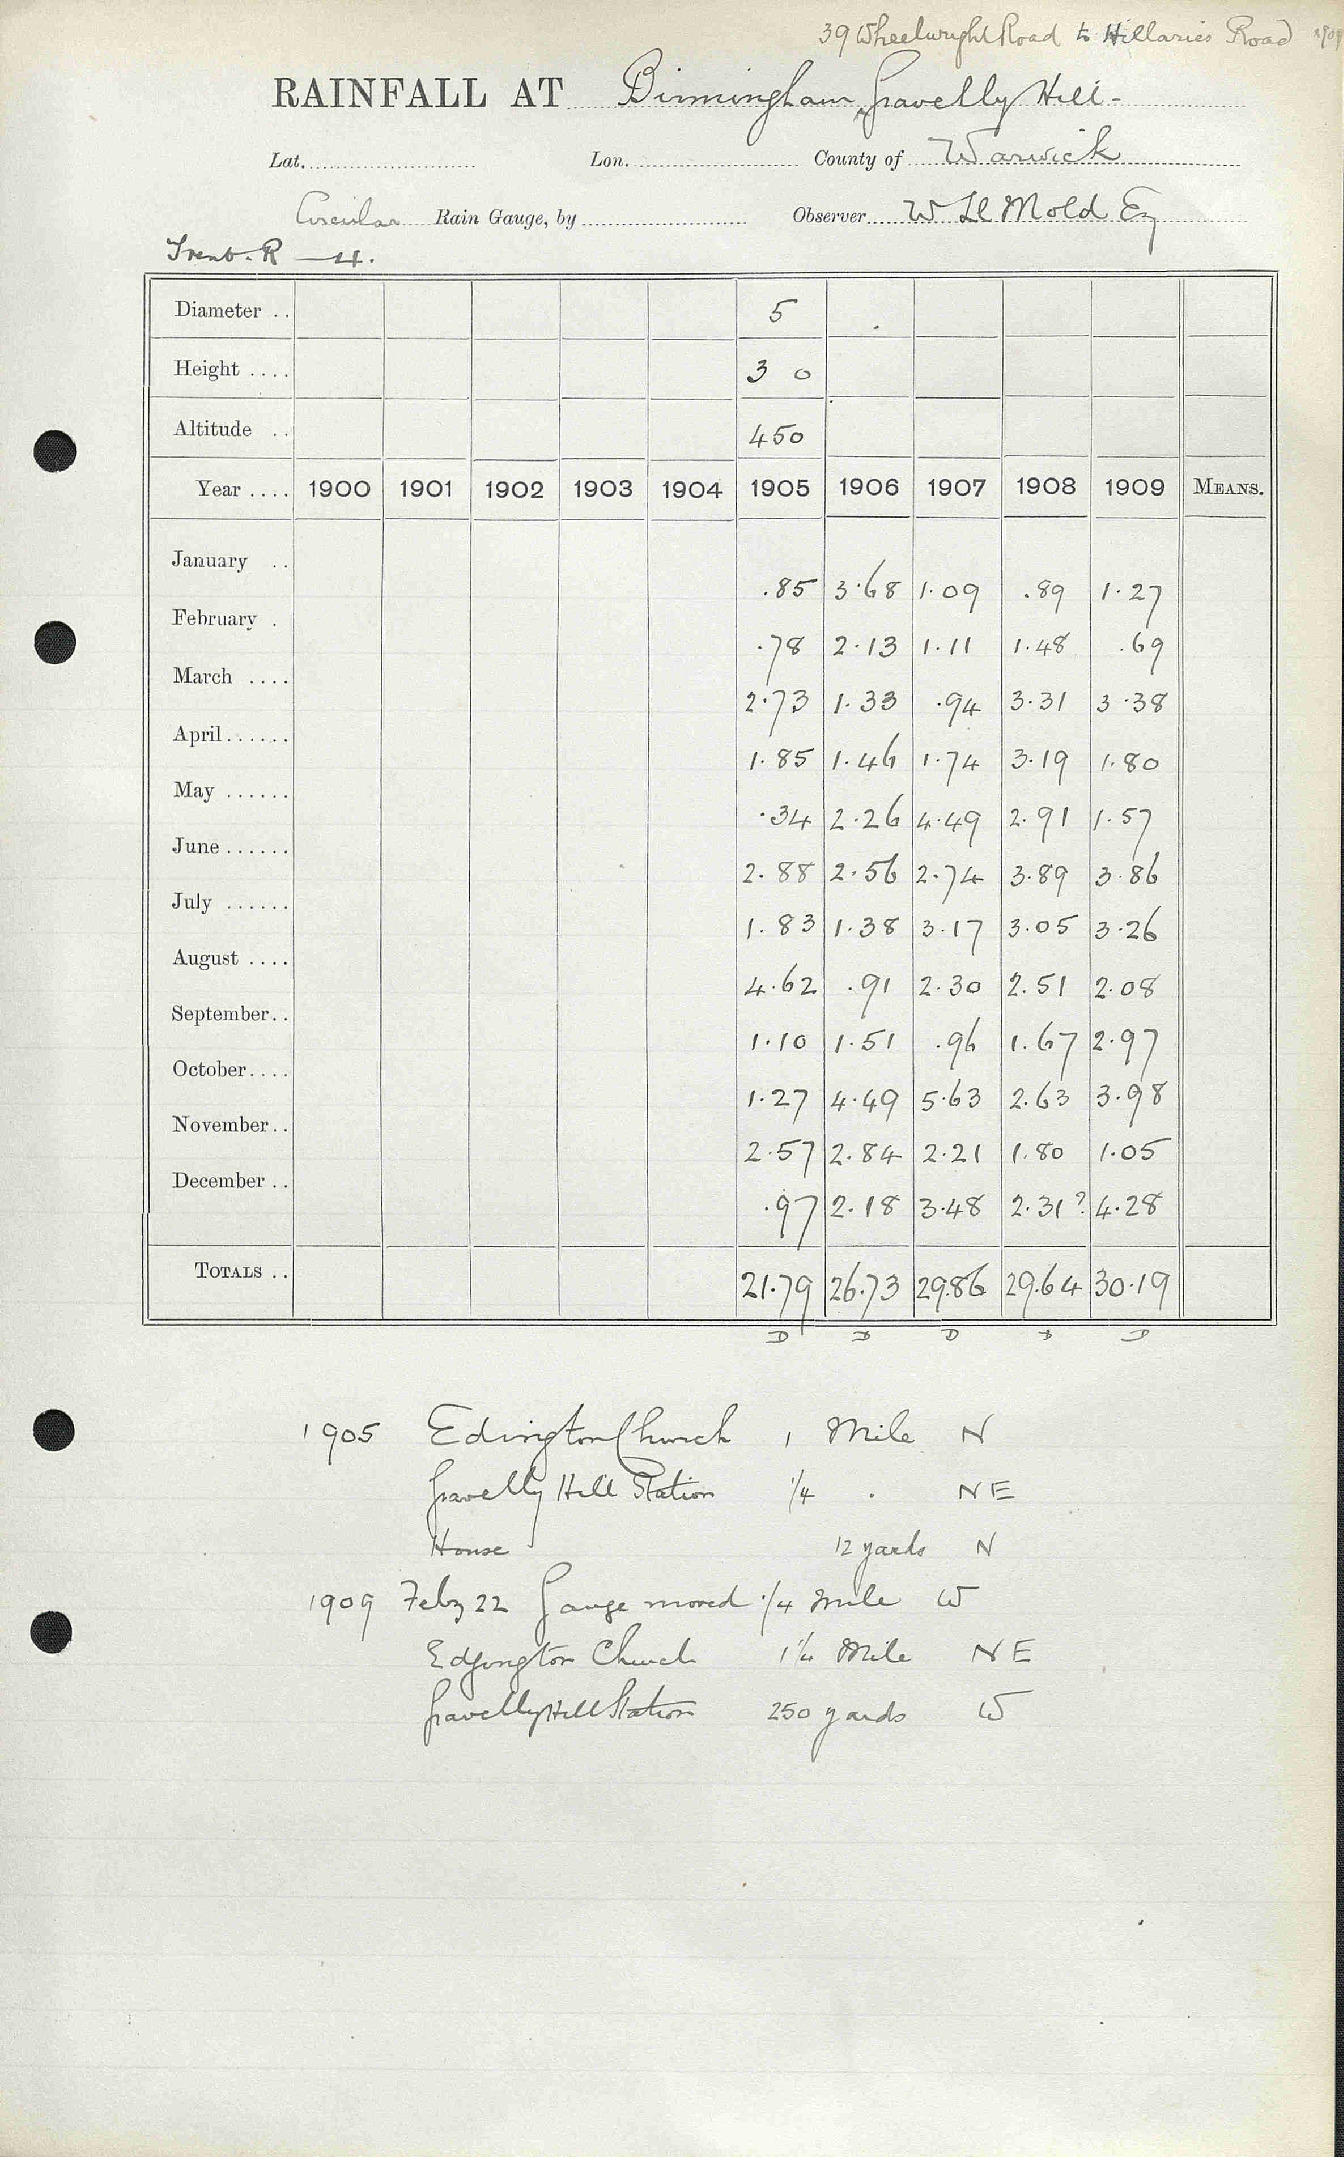 39 Wheelwright Road to Hillaries Road 1909
RAINFALL AT Birmingham, Gravelly Hill -
Lat. Lon. County of Warwick
Circular Rain Gauge, by Observer W Ll Mold Esq
Trent. R — 4.
Diameter .. 5
Height .... 3 0
Altitude .. 450
Year .... 1900 1901 1902 1903 1904 1905 1906 1907 1908 1909 MEANS.
January .. .85 3.68 1.09 .89 1.27
February . .78 2.13 1.11 1.48 .69
March .... 2.73 1.33 .94 3.31 3.38
April...... 1.85 1.46 1.74 3.19 1.80
May ...... .34 2.26 4.49 2.91 1.57
June...... 2.88 2.56 2.74 3.89 3.86
July ...... 1.83 1.38 3.17 3.05 3.26
August .... 4.62 .91 2.30 2.51 2.08
September.. 1.10 1.51 .96 1.67 2.97
October.... 1.27 4.49 5.63 2.63 3.98
November.. 2.57 2.84 2.21 1.80 1.05
December .. .97 2.18 3.48 2.31? 4.28
TOTALS .. 21.79 26.73 29.86 29.64 30.19
D D D D D
1905 Edington Church 1 Mile N
Gravelly Hill Station 1/4 . NE
House 12 yards N
1909 Feby 22 Gauge moved 1/4 mile W
Edgington Church 1 1/4 Mile NE
Gravelly Hill Station 250 yards W